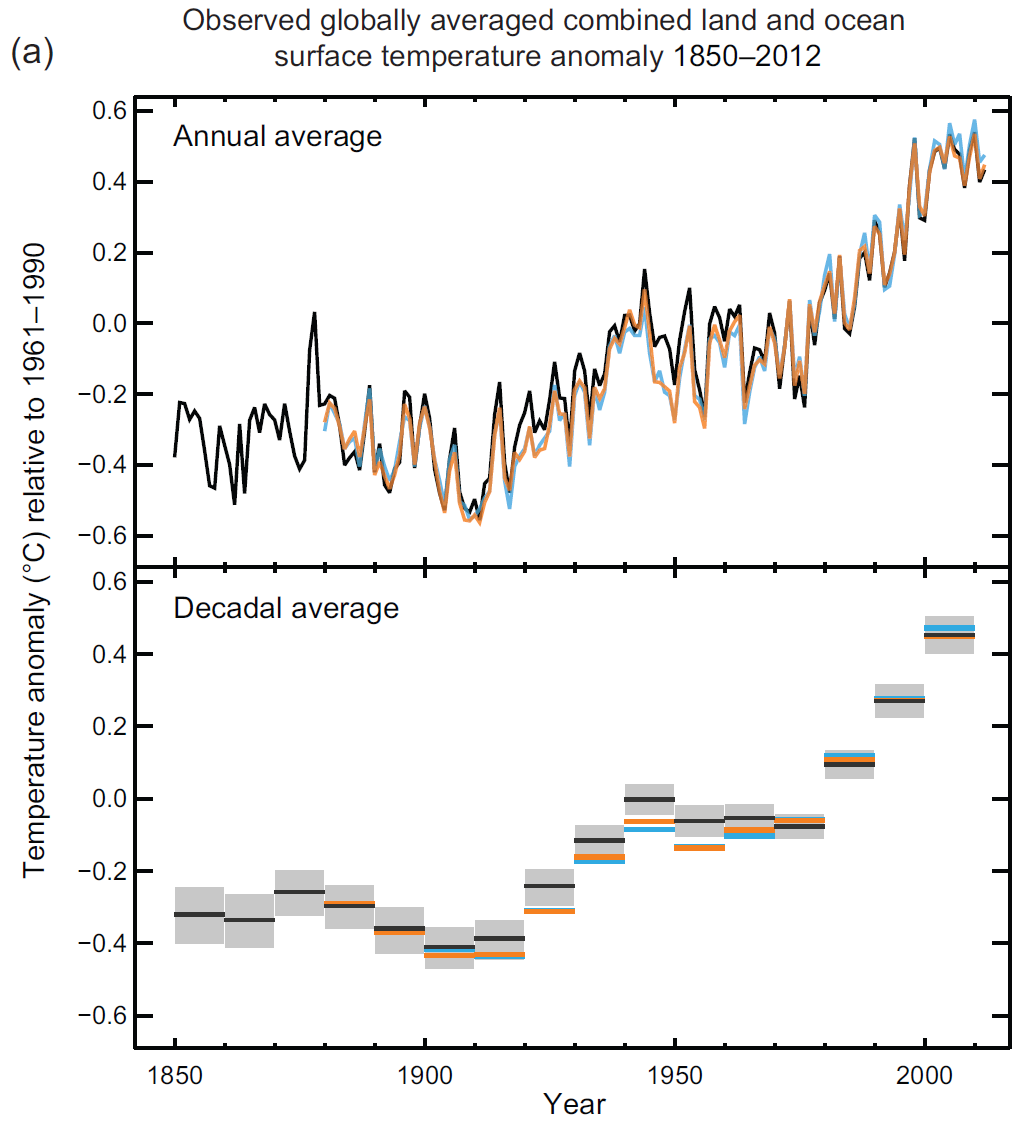 (a)
Observed globally averaged combined land and ocean
surface temperature anomaly 1850–2012
Temperature anomaly (°C) relative to 1961–1990
Annual average
0.6
0.4
0.2
0.0
−0.2
−0.4
−0.6
Decadal average
0.6
0.4
0.2
0.0
−0.2
−0.4
−0.6
1850 1900 1950 2000
Year